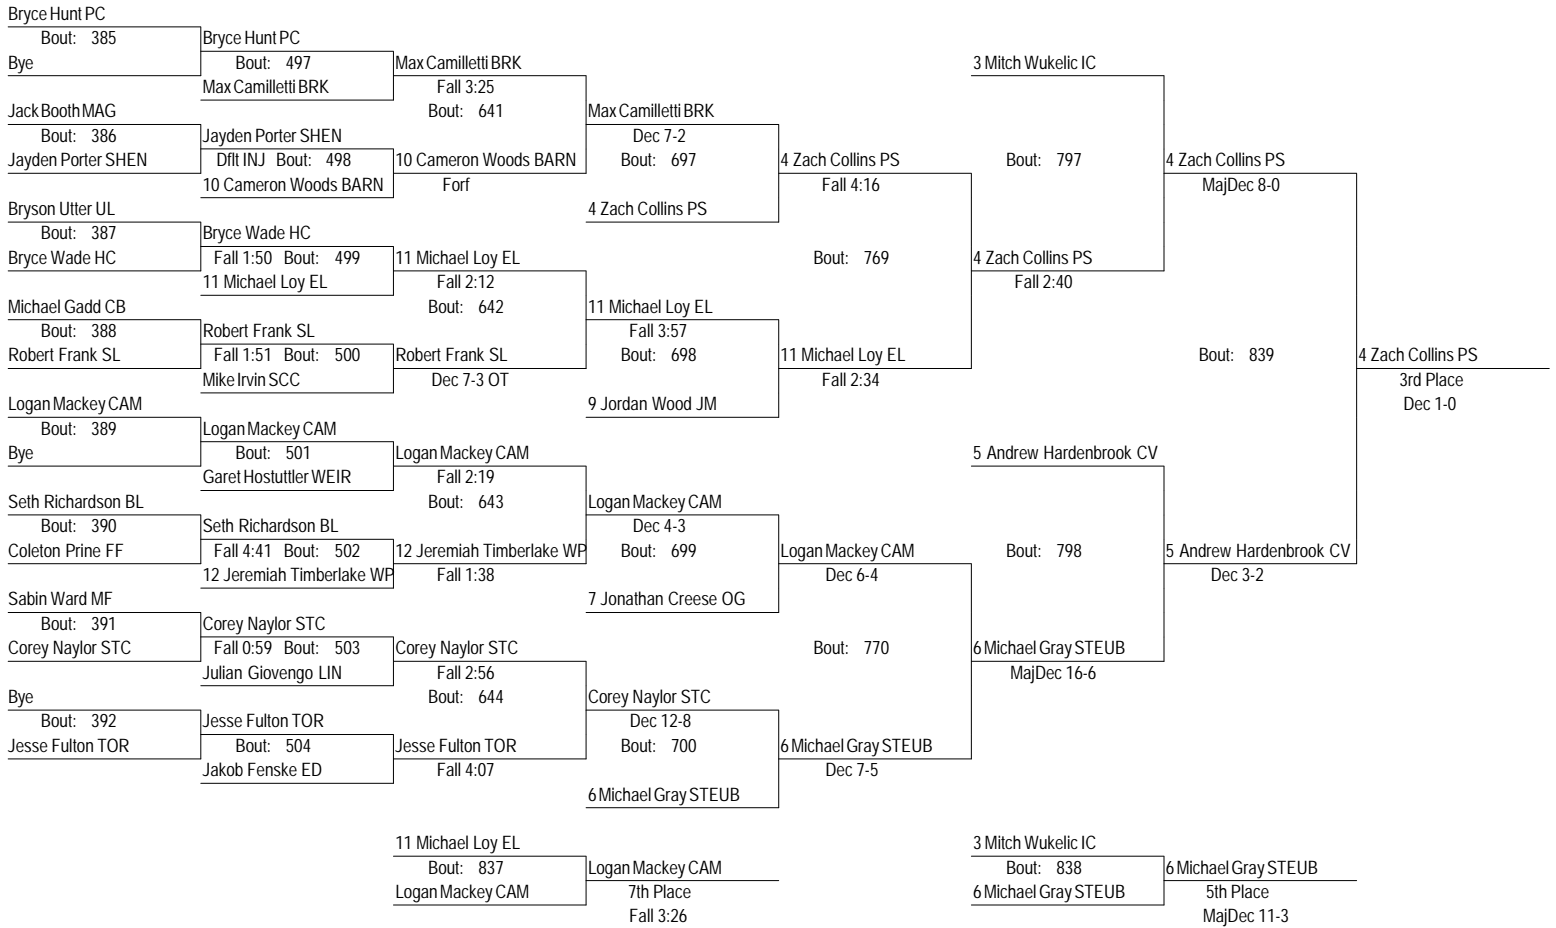 Bryce Hunt PC
Bout: 385
Bye
Jack Booth MAG
Bout: 386
Jayden Porter SHEN
Bryson Utter UL
Bout: 387
Bryce Wade HC
Michael Gadd CB
Bout: 388
Robert Frank SL
Logan Mackey CAM
Bout: 389
Bye
Seth Richardson BL
Bout: 390
Coleton Prine FF
Sabin Ward MF
Bout: 391
Corey Naylor STC
Bye
Bout: 392
Jesse Fulton TOR
Bryce Hunt PC
Bout: 497
Max Camilletti BRK
Jayden Porter SHEN
Dflt INJ Bout: 498
10 Cameron Woods BARN
Bryce Wade HC
Fall 1:50 Bout: 499
11 Michael Loy EL
Robert Frank SL
Fall 1:51 Bout: 500
Mike Irvin SCC
Logan Mackey CAM
Bout: 501
Garet Hostuttler WEIR
Seth Richardson BL
Fall 4:41 Bout: 502
12 Jeremiah Timberlake WP
Corey Naylor STC
Fall 0:59 Bout: 503
Julian Giovengo LIN
Jesse Fulton TOR
Bout: 504
Jakob Fenske ED
Max Camilletti BRK
Fall 3:25
Bout: 641
10 Cameron Woods BARN
Forf
11 Michael Loy EL
Fall 2:12
Bout: 642
Robert Frank SL
Dec 7-3 OT
Logan Mackey CAM
Fall 2:19
Bout: 643
12 Jeremiah Timberlake WP
Fall 1:38
Corey Naylor STC
Fall 2:56
Bout: 644
Jesse Fulton TOR
Fall 4:07
Max Camilletti BRK
Dec 7-2
Bout: 697
4 Zach Collins PS
11 Michael Loy EL
Fall 3:57
Bout: 698
9 Jordan Wood JM
Logan Mackey CAM
Dec 4-3
Bout: 699
7 Jonathan Creese OG
Corey Naylor STC
Dec 12-8
Bout: 700
6 Michael Gray STEUB
4 Zach Collins PS
Fall 4:16
Bout: 769
11 Michael Loy EL
Fall 2:34
Logan Mackey CAM
Dec 6-4
Bout: 770
6 Michael Gray STEUB
Dec 7-5
3 Mitch Wukelic IC
Bout: 797
4 Zach Collins PS
Fall 2:40
5 Andrew Hardenbrook CV
Bout: 798
6 Michael Gray STEUB
MajDec 16-6
4 Zach Collins PS
MajDec 8-0
Bout: 839
5 Andrew Hardenbrook CV
Dec 3-2
4 Zach Collins PS
3rd Place
Dec 1-0
11 Michael Loy EL
Bout: 837
Logan Mackey CAM
Logan Mackey CAM
7th Place
Fall 3:26
3 Mitch Wukelic IC
Bout: 838
6 Michael Gray STEUB
6 Michael Gray STEUB
5th Place
MajDec 11-3